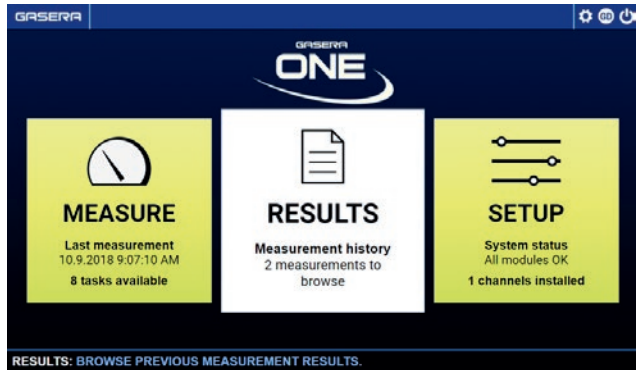 GASERA
GD
GASERA
ONE
MEASURE
Last measurement
10.9.2018 9:07:10 AM
8 tasks available
RESULTS
Measurement history
2 measurements to
browse
SETUP
System status
All modules OK
1 channels installed
RESULTS: BROWSE PREVIOUS MEASUREMENT RESULTS.